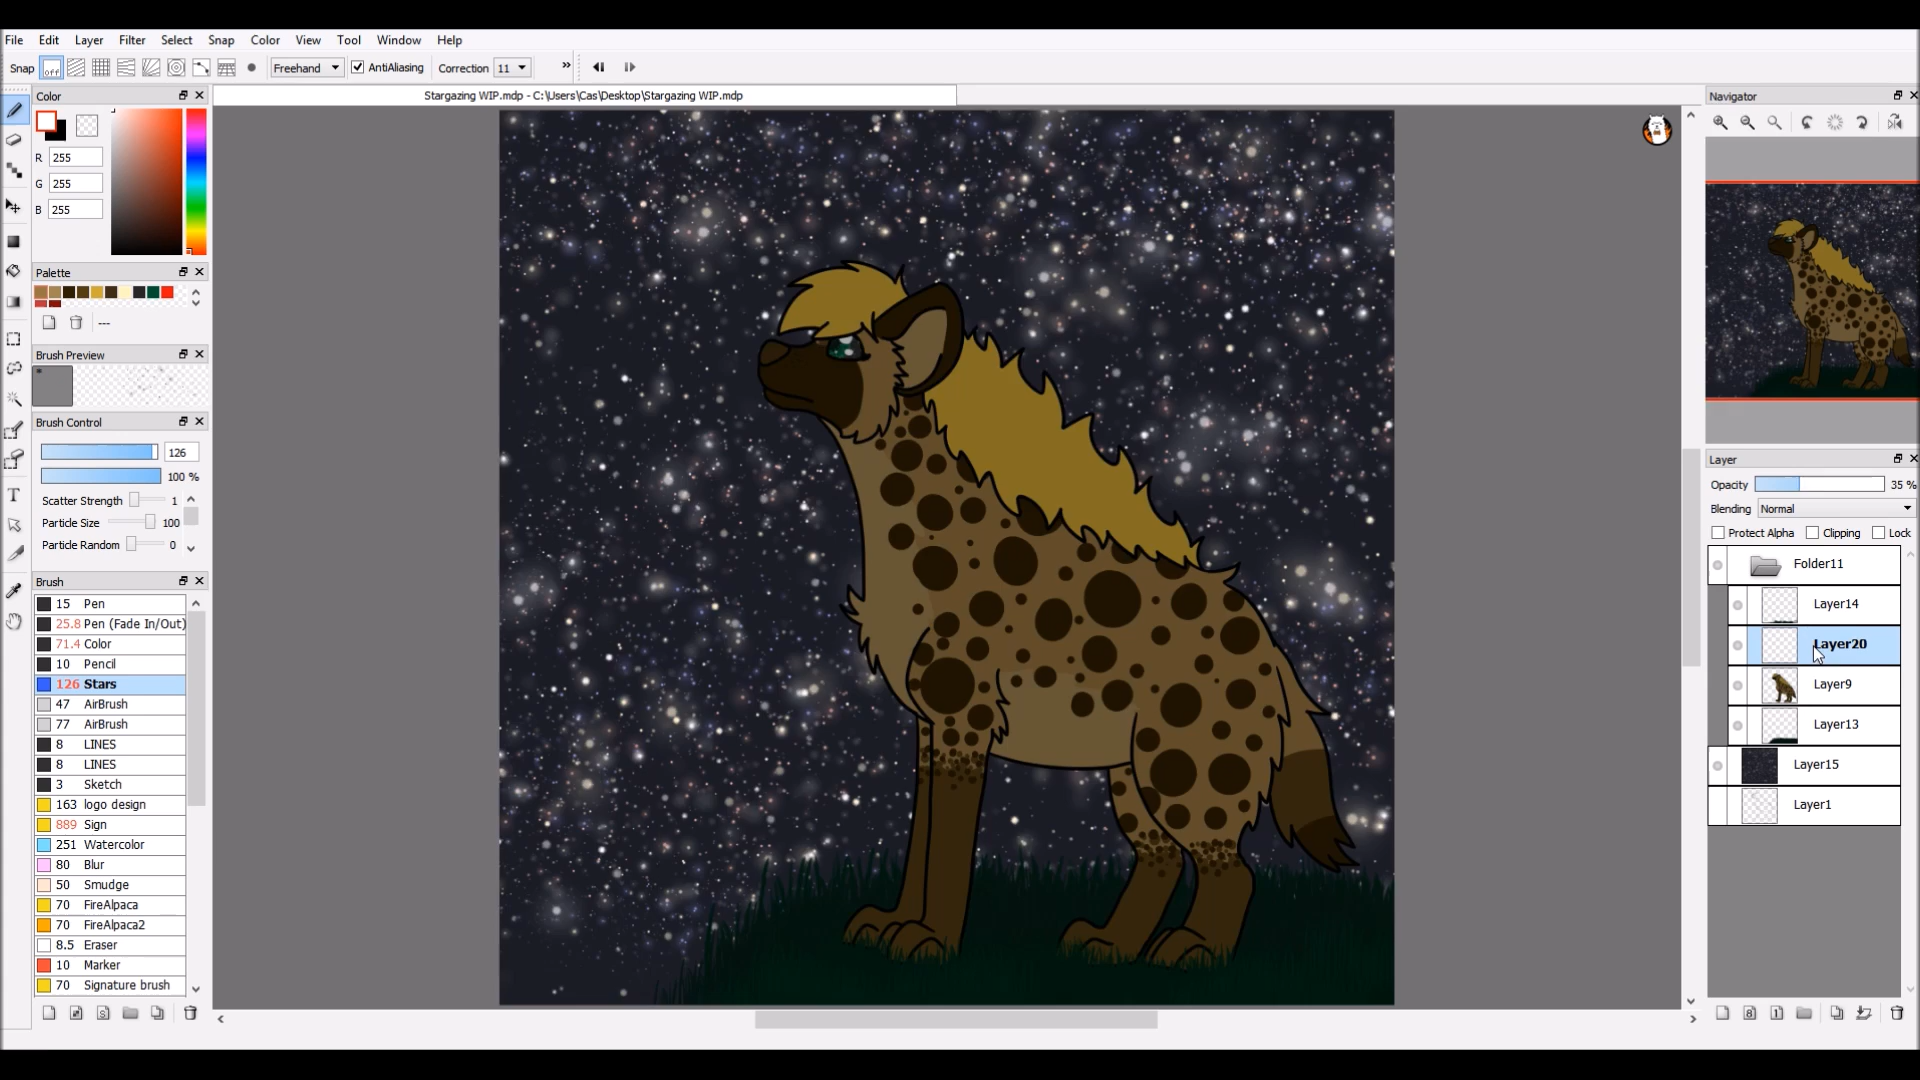 File Edit Layer Filter Select Snap Color View Tool Window Help
Snap off Freehand AntiAliasing Correction 11 »
Color
Stargazing WIP.mdp - C:\Users\Cas\Desktop\Stargazing WIP.mdp
Navigator
R 255
G 255
B 255
Palette
---
Brush Preview
Brush Control
126
100 %
Scatter Strength 1
Particle Size 100
Particle Random 0
Brush
15 Pen
25.8 Pen (Fade In/Out)
71.4 Color
10 Pencil
126 Stars
47 AirBrush
77 AirBrush
8 LINES
8 LINES
3 Sketch
163 logo design
889 Sign
251 Watercolor
80 Blur
50 Smudge
70 FireAlpaca
70 FireAlpaca2
8.5 Eraser
10 Marker
70 Signature brush
Layer
Opacity 35 %
Blending Normal
Protect Alpha Clipping Lock
Folder11
Layer14
Layer20
Layer9
Layer13
Layer15
Layer1